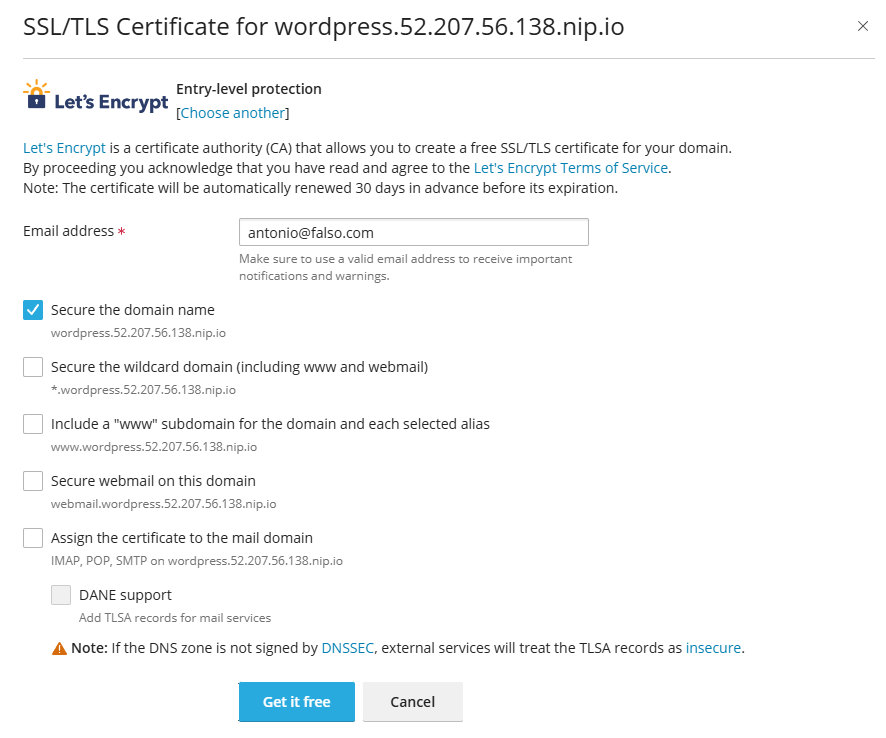 SSL/TLS Certificate for wordpress.52.207.56.138.nip.io
Let's Encrypt
Entry-level protection
[Choose another]
Let's Encrypt is a certificate authority (CA) that allows you to create a free SSL/TLS certificate for your domain.
By proceeding you acknowledge that you have read and agree to the Let's Encrypt Terms of Service.
Note: The certificate will be automatically renewed 30 days in advance before its expiration.
Email address *
antonio@falso.com
Make sure to use a valid email address to receive important
notifications and warnings.
Secure the domain name
wordpress.52.207.56.138.nip.io
Secure the wildcard domain (including www and webmail)
*.wordpress.52.207.56.138.nip.io
Include a "www" subdomain for the domain and each selected alias
www.wordpress.52.207.56.138.nip.io
Secure webmail on this domain
webmail.wordpress.52.207.56.138.nip.io
Assign the certificate to the mail domain
IMAP, POP, SMTP on wordpress.52.207.56.138.nip.io
DANE support
Add TLSA records for mail services
Note: If the DNS zone is not signed by DNSSEC, external services will treat the TLSA records as insecure.
Get it free
Cancel